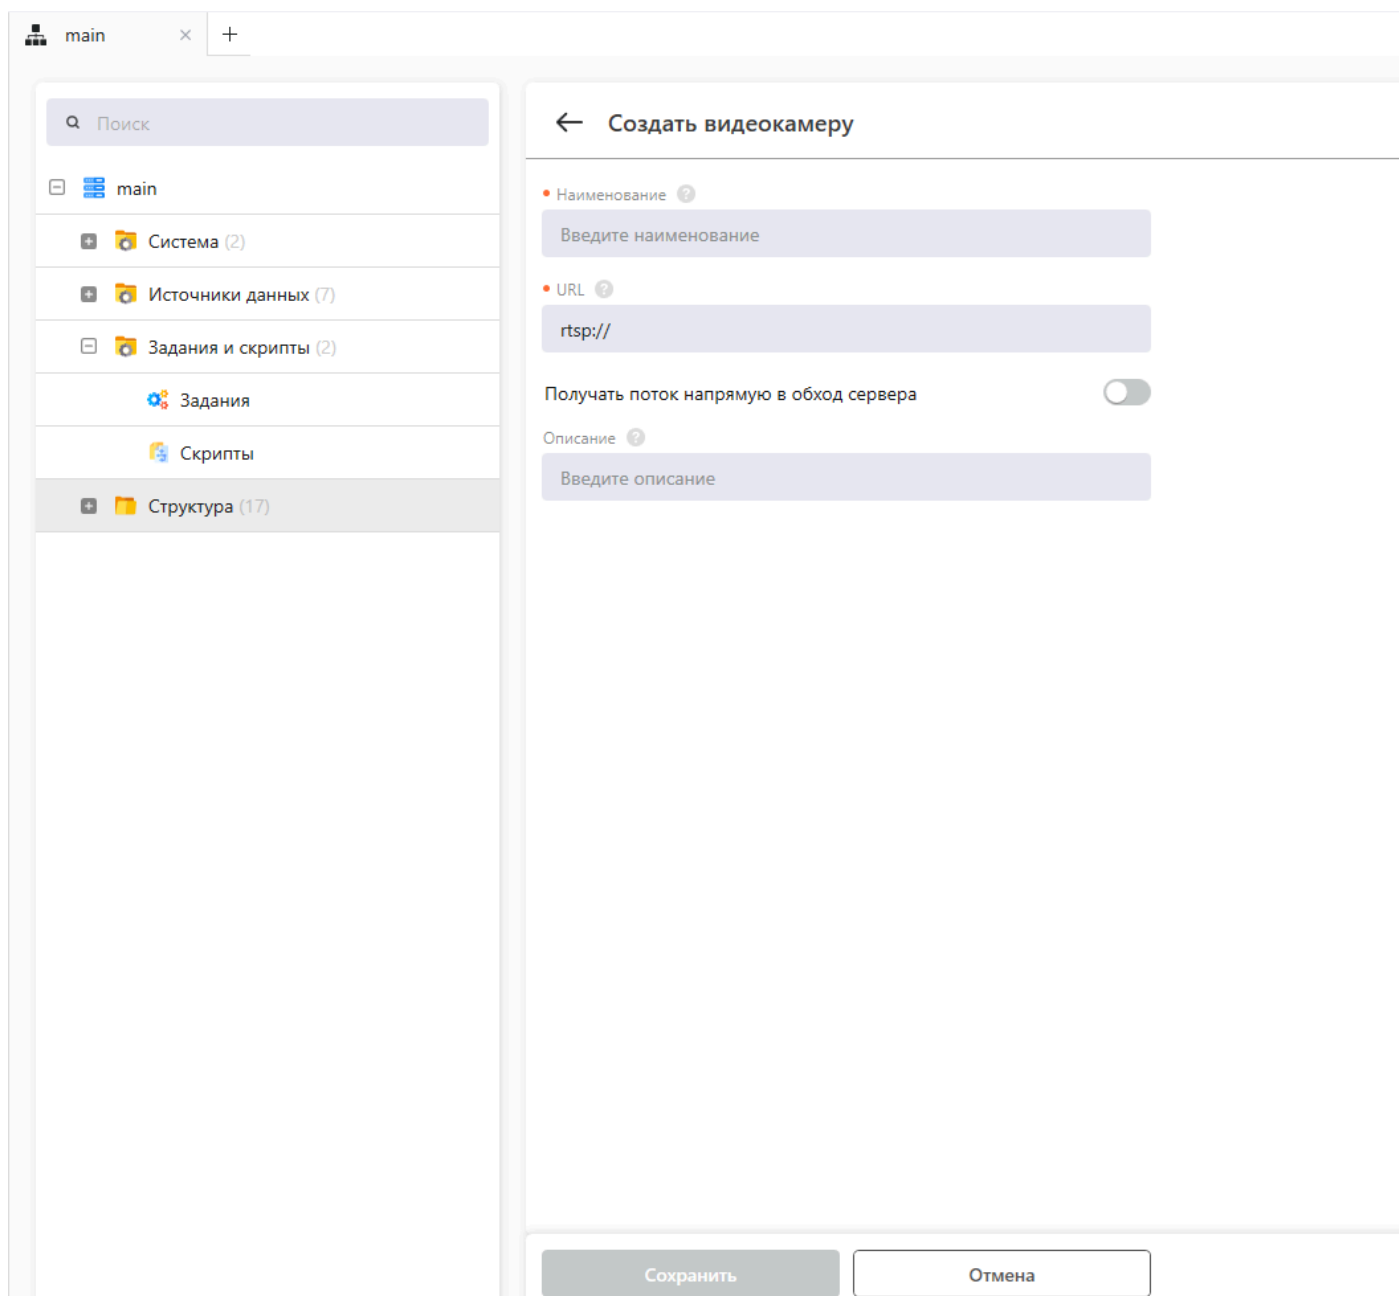 main
Поиск
main
Система (2)
Источники данных (7)
Задания и скрипты (2)
Задания
Скрипты
Структура (17)
Создать видеокамеру
Наименование
Введите наименование
URL
rtsp://
Получать поток напрямую в обход сервера
Описание
Введите описание
Сохранить
Отмена